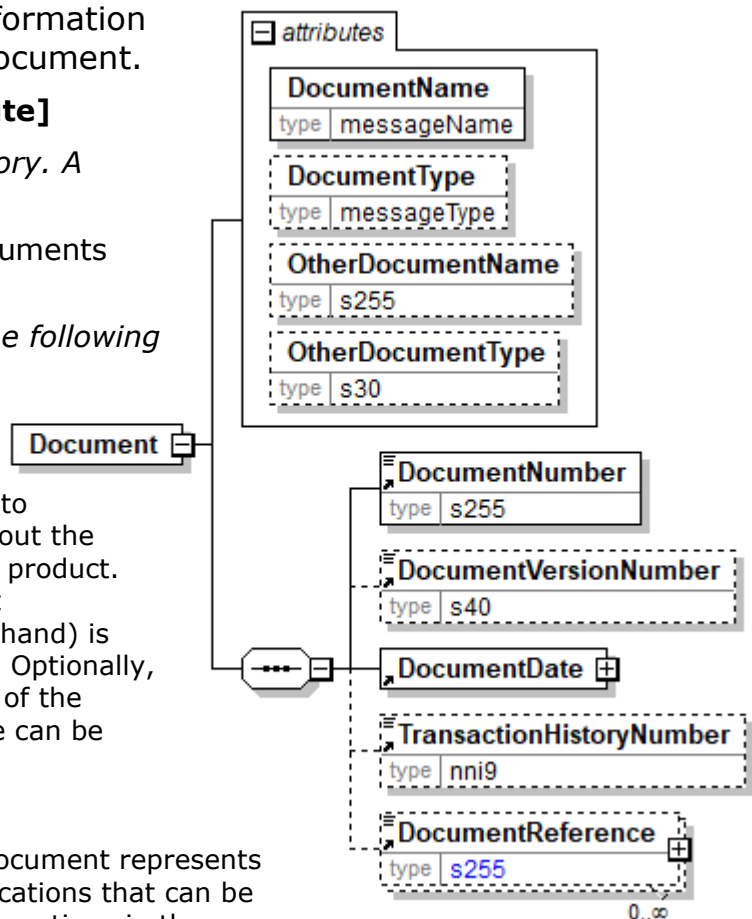 formation
ocument.
te]
ory. A
uments
e following
to
out the
product.
hand) is
Optionally,
of the
e can be
ocument represents
cations that can be
attributes
DocumentName
type messageName
DocumentType
type messageType
OtherDocumentName
type s255
OtherDocumentType
type s30
Document
DocumentNumber
type s255
DocumentVersionNumber
type s40
DocumentDate
TransactionHistoryNumber
type nni9
DocumentReference
type s255
0..∞